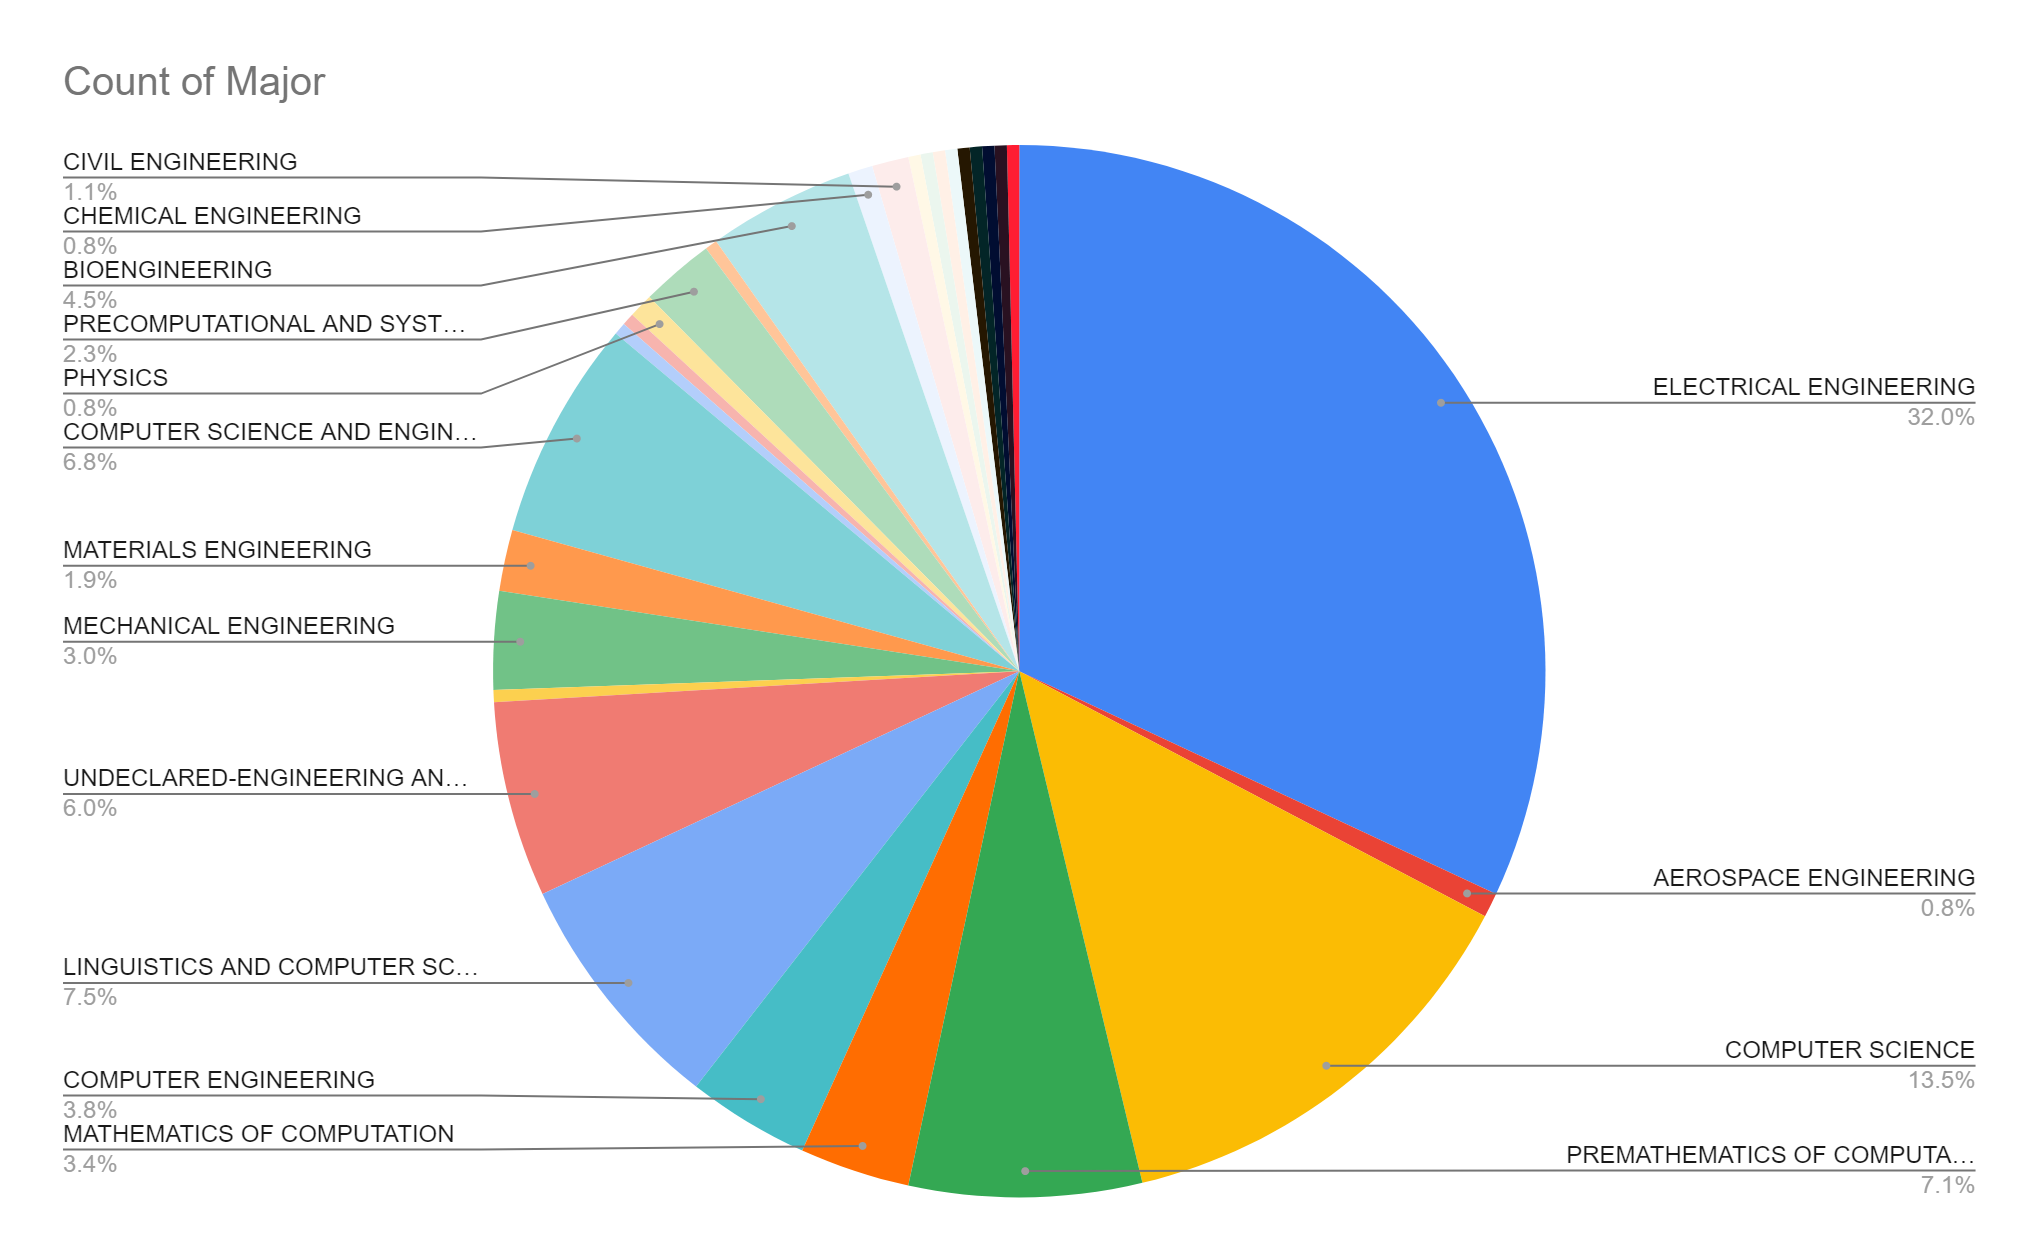 Count of Major
CIVIL ENGINEERING
1.1%
CHEMICAL ENGINEERING
0.8%
BIOENGINEERING
4.5%
PRECOMPUTATIONAL AND SYST…
2.3%
PHYSICS
0.8%
COMPUTER SCIENCE AND ENGIN…
6.8%
MATERIALS ENGINEERING
1.9%
MECHANICAL ENGINEERING
3.0%
UNDECLARED-ENGINEERING AN…
6.0%
LINGUISTICS AND COMPUTER SC…
7.5%
COMPUTER ENGINEERING
3.8%
MATHEMATICS OF COMPUTATION
3.4%
ELECTRICAL ENGINEERING
32.0%
AEROSPACE ENGINEERING
0.8%
COMPUTER SCIENCE
13.5%
PREMATHEMATICS OF COMPUTA…
7.1%